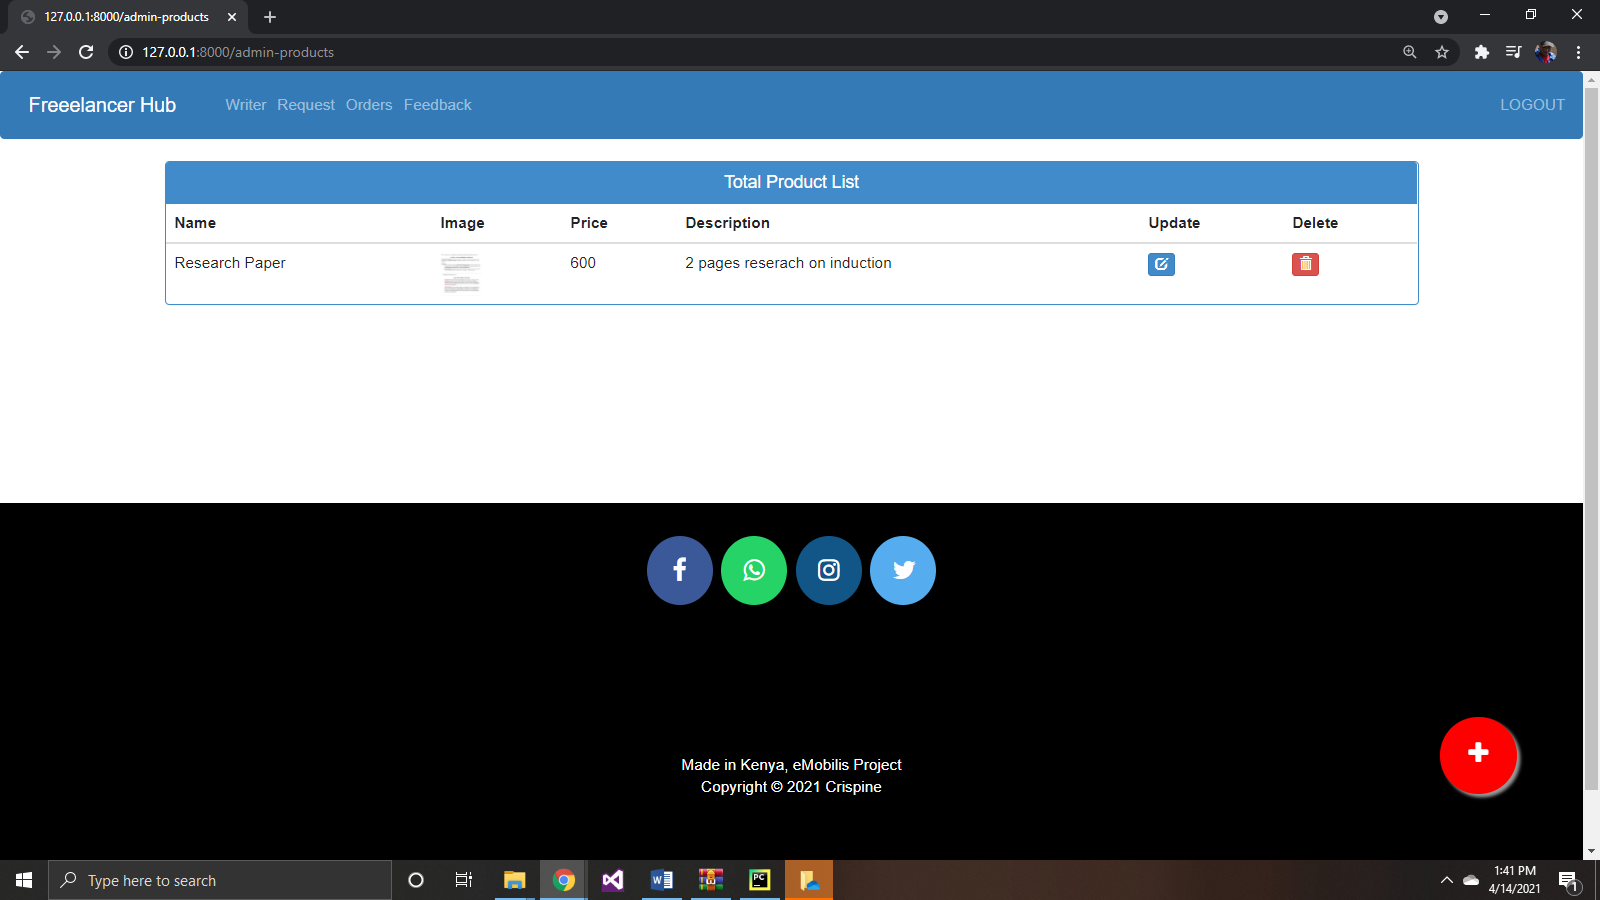 127.0.0.1:8000/admin-products
127.0.0.1:8000/admin-products
Freeelancer Hub Writer Request Orders Feedback LOGOUT
Total Product List
Name Image Price Description Update Delete
Research Paper 600 2 pages reserach on induction
Made in Kenya, eMobilis Project
Copyright © 2021 Crispine
Type here to search
PC
1:41 PM
4/14/2021
1